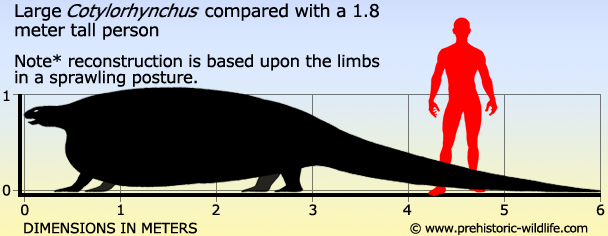 Large Cotylorhynchus compared with a 1.8
meter tall person
Note* reconstruction is based upon the limbs
in a sprawling posture.
1
0
0 1 2 3 4 5 6
DIMENSIONS IN METERS
© www.prehistoric-wildlife.com